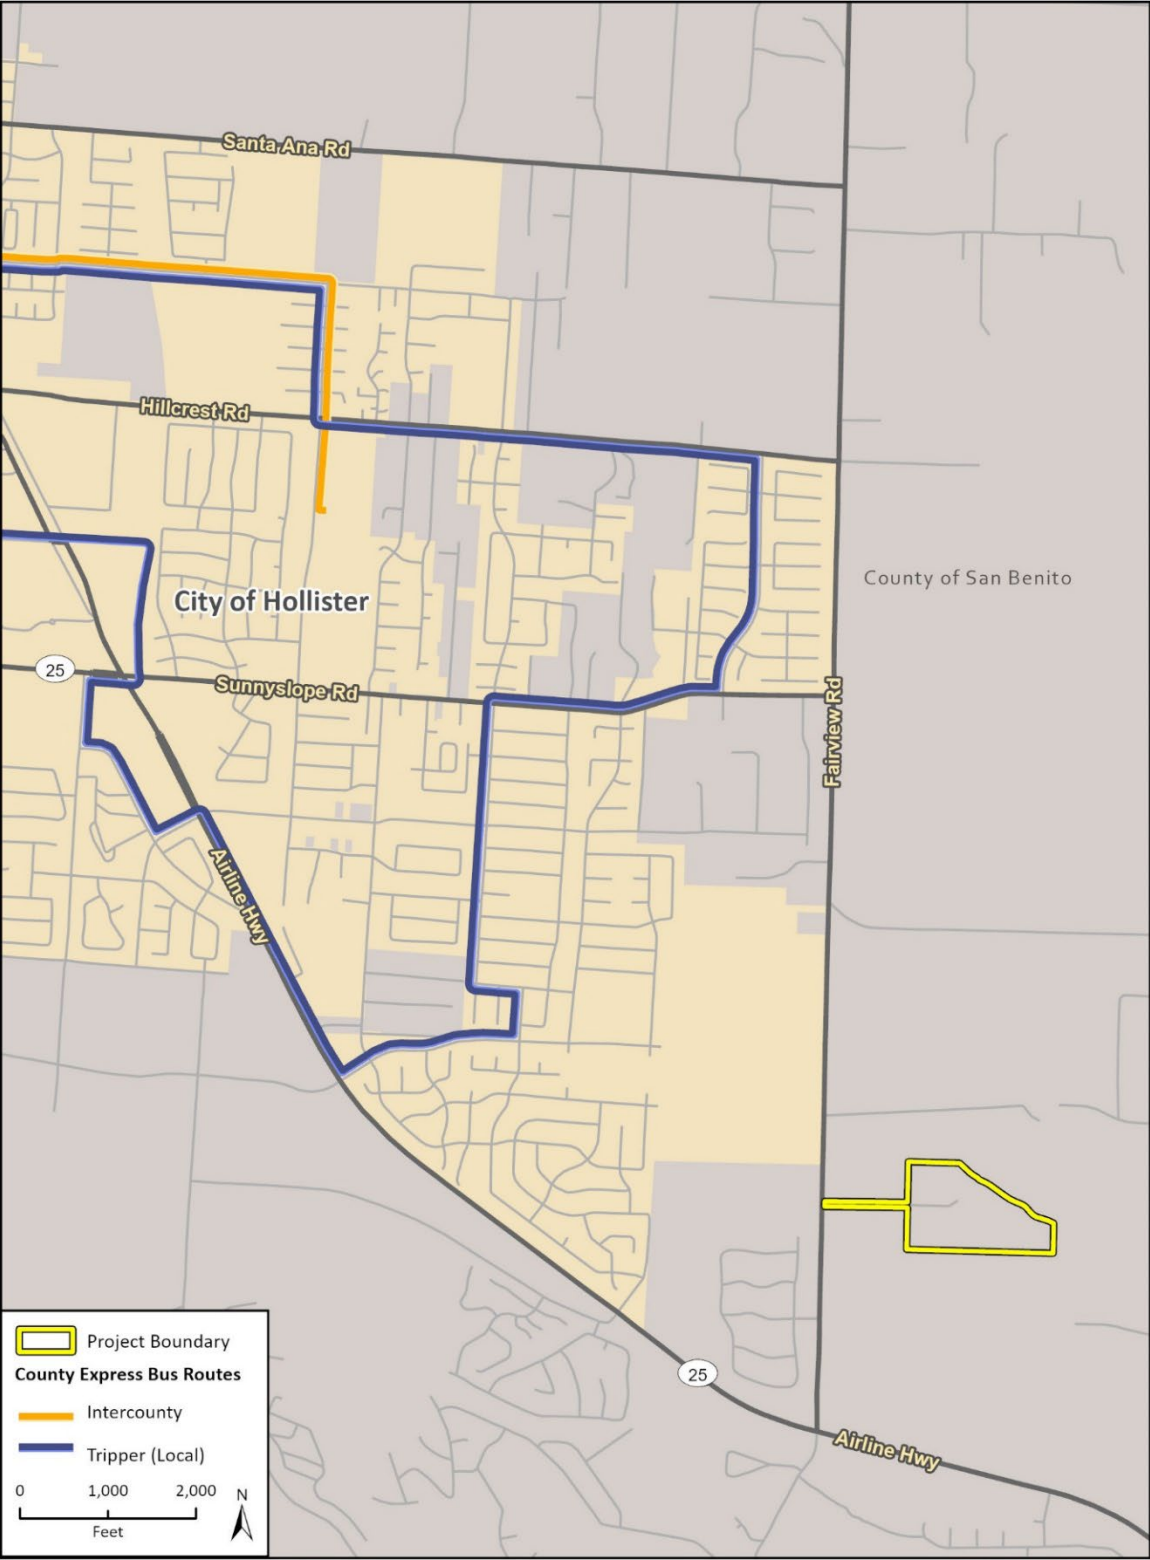 Santa Ana Rd
Hillcrest Rd
County of San Benito
City of Hollister
25
Sunnyslope Rd
Fairview Rd
Airline Hwy
25
Airline Hwy
Project Boundary
County Express Bus Routes
Intercounty
Tripper (Local)
0 1,000 2,000
Feet
N